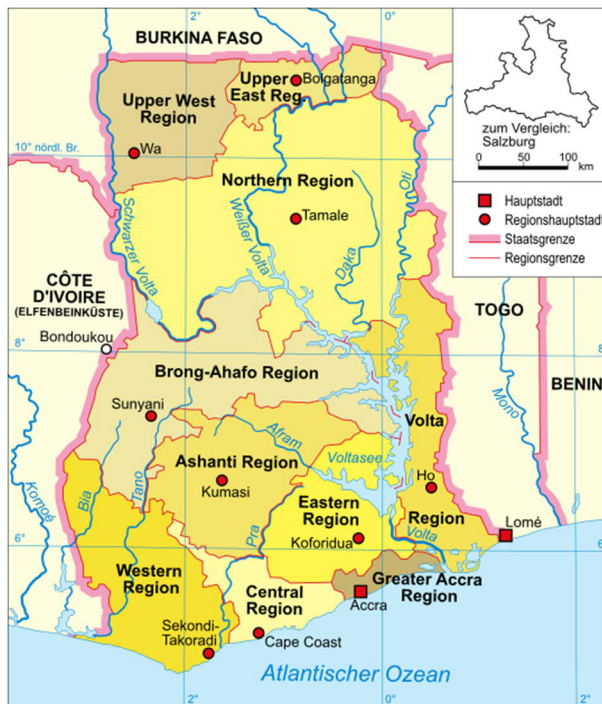 2°
0°
BURKINA FASO
Upper
East Reg.
Bolgatanga
Upper West
Region
10° nördl. Br.
Wa
Northern Region
Oti
Tamale
Schwarzer Volta
Weißer Volta
Daka
CÔTE
D'IVOIRE
(ELFENBEINKÜSTE)
Bondoukou
TOGO
8°
8°
BENIN
Brong-Ahafo Region
Mono
Sunyani
Volta
Afram
Voltasee
Ashanti Region
Kumasi
Ho
Komoé
Bia
Tano
Eastern
Region
Region
Pra
Koforidua
Volta
Lomé
6°
6°
Western
Region
Greater Accra
Region
Central
Region
Accra
Sekondi-
Takoradi
Cape Coast
Atlantischer Ozean
2°
0°
zum Vergleich:
Salzburg
0 50 100
km
Hauptstadt
Regionshauptstadt
Staatsgrenze
Regionsgrenze